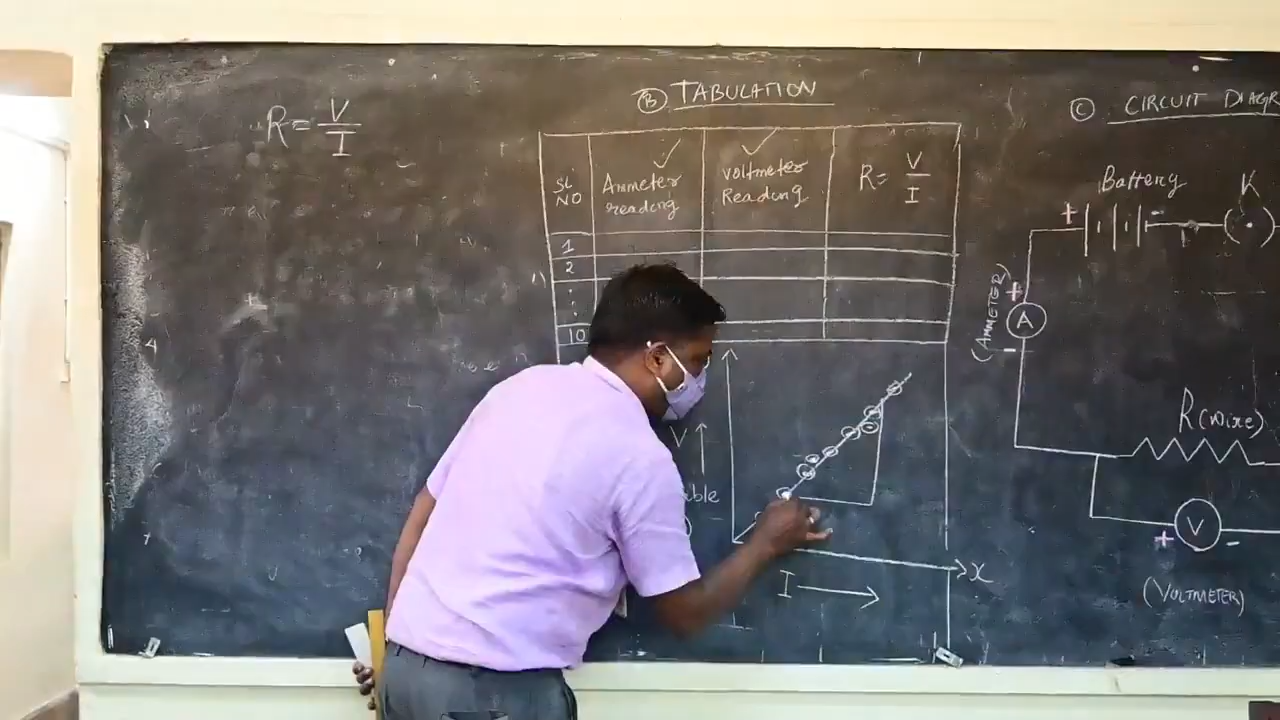 R = V/I
Ⓑ TABULATION
SL NO
Ammeter reading
Voltmeter Reading
R = V/I
1
2
:
:
10
V
I
x
Ⓒ CIRCUIT DIAGR
Battery
K
+
-
(AMMETER)
+
A
-
R(wire)
V
+
-
(VOLTMETER)